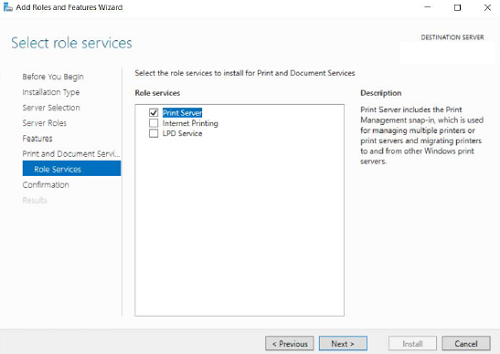 Add Roles and Features Wizard
Select role services
DESTINATION SERVER
Before You Begin
Installation Type
Server Selection
Server Roles
Features
Print and Document Servi...
Role Services
Confirmation
Results
Select the role services to install for Print and Document Services
Role services
Print Server
Internet Printing
LPD Service
Description
Print Server includes the Print
Management snap-in, which is used
for managing multiple printers or
print servers and migrating printers
to and from other Windows print
servers.
< Previous
Next >
Install
Cancel